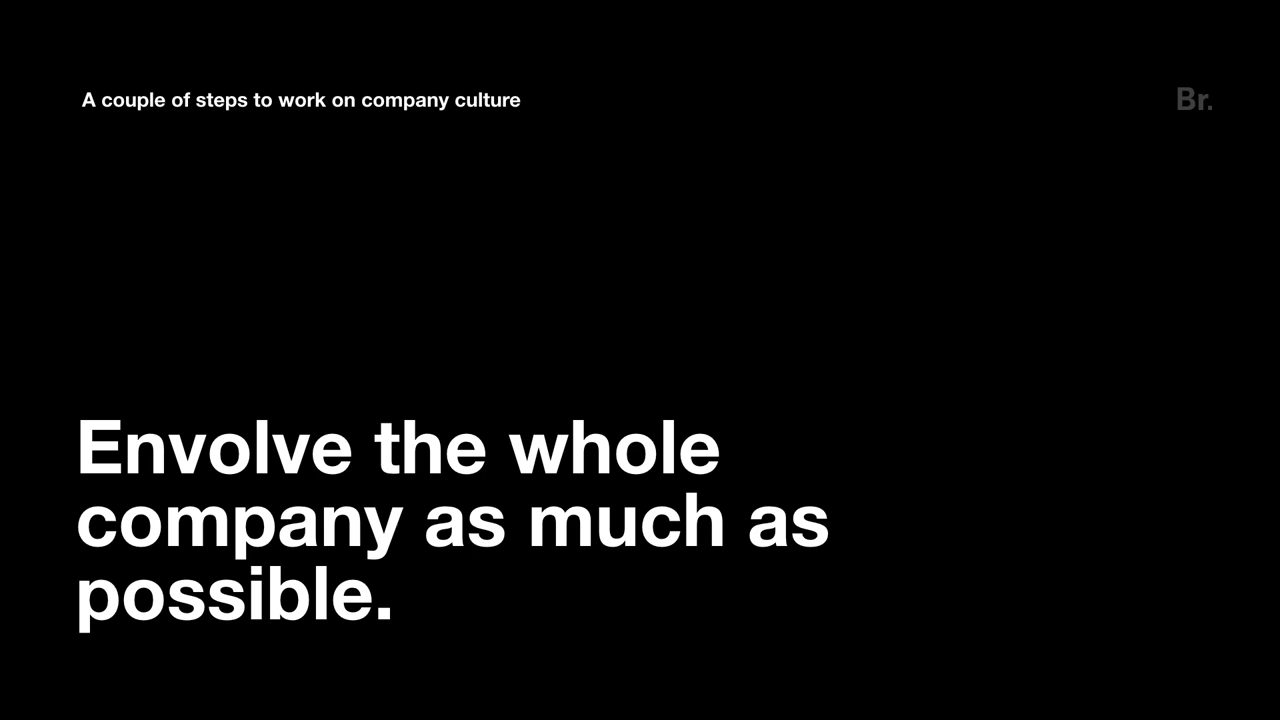 A couple of steps to work on company culture
Br.
Envolve the whole
company as much as
possible.